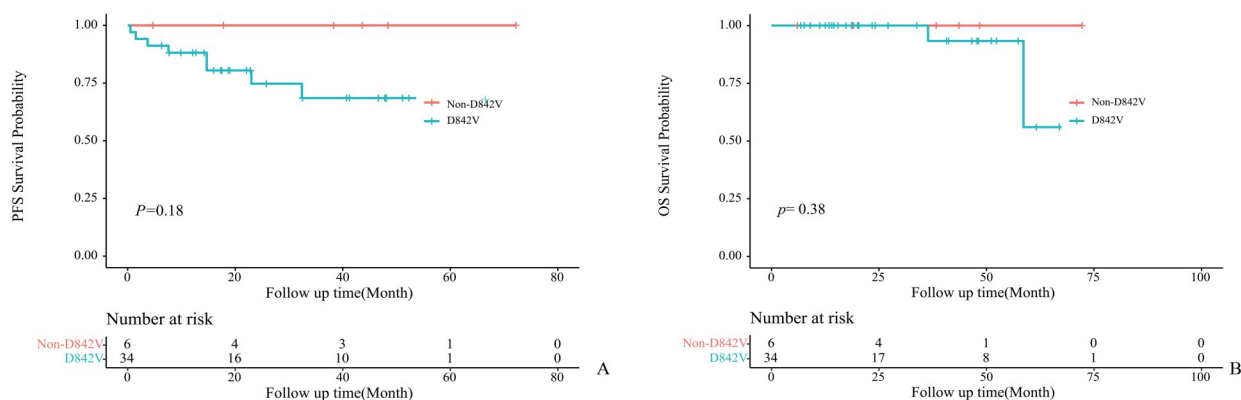 1.00
0.75
0.50
0.25
0.00
PFS Survival Probability
Non-D842V
D842V
P=0.18
0 20 40 60 80
Follow up time(Month)
Number at risk
Non-D842V 6 4 3 1 0
D842V 34 16 10 1 0
0 20 40 60 80
Follow up time(Month)
A
1.00
0.75
0.50
0.25
0.00
OS Survival Probability
Non-D842V
D842V
p= 0.38
0 25 50 75 100
Follow up time(Month)
Number at risk
Non-D842V 6 4 1 0 0
D842V 34 17 8 1 0
0 25 50 75 100
Follow up time(Month)
B